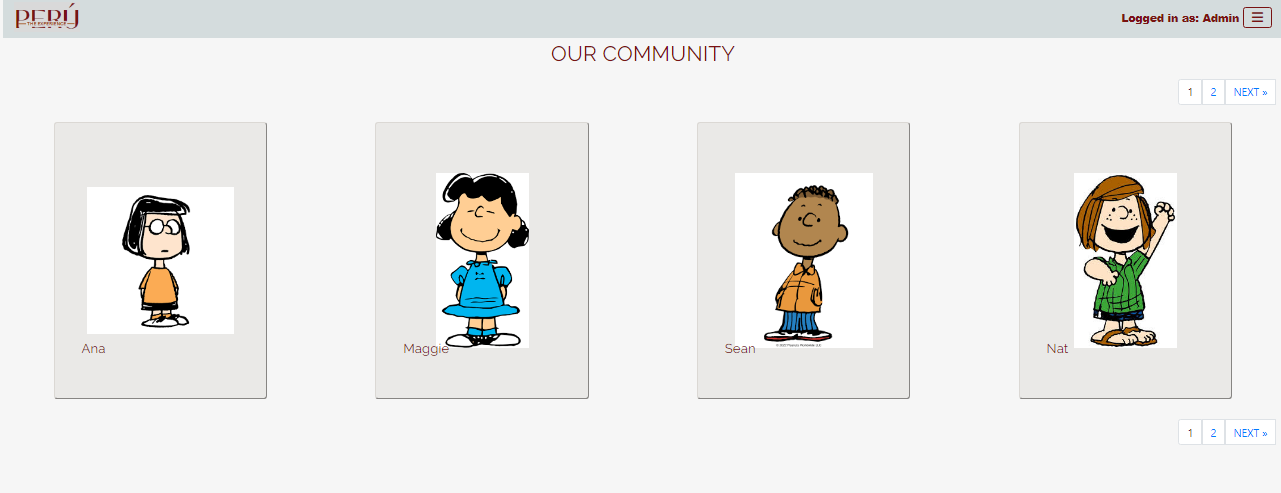 PERÚ
THE EXPERIENCE
Logged in as: Admin
OUR COMMUNITY
1 2 NEXT »
Ana
Maggie
Sean
Nat
1 2 NEXT »